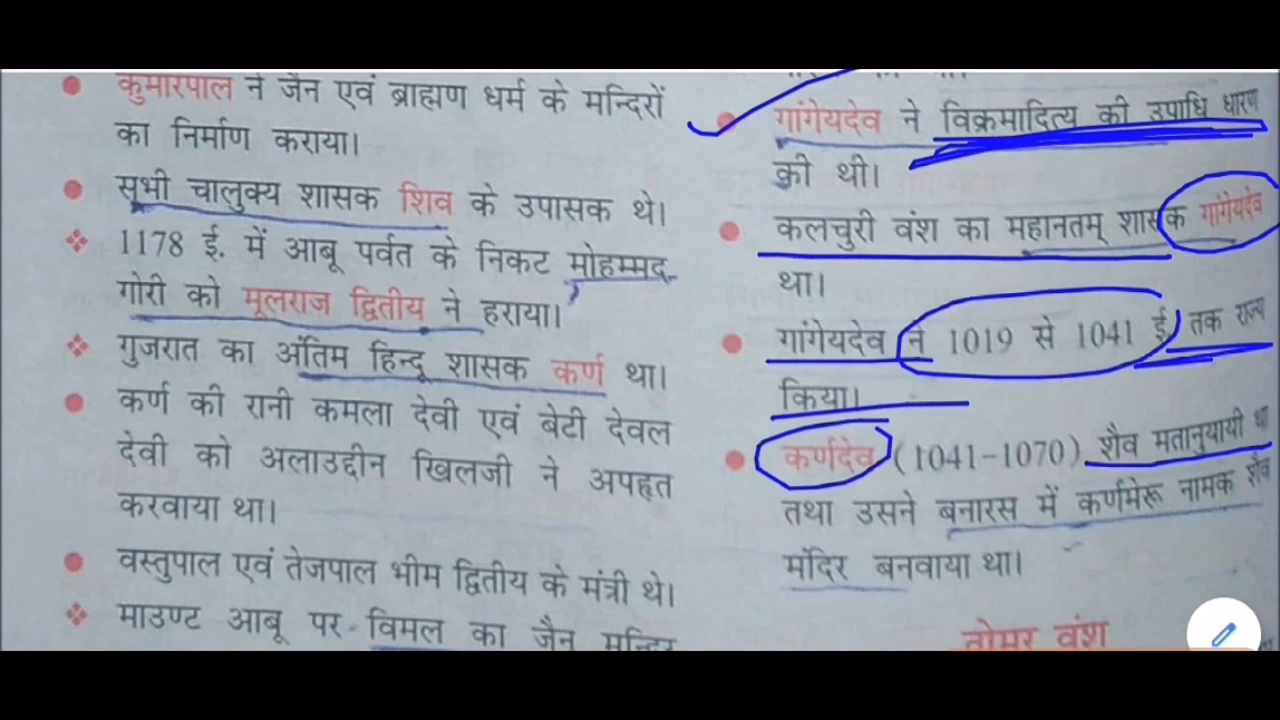 कुमारपाल ने जैन एवं ब्राह्मण धर्म के मन्दिरों
का निर्माण कराया।
सभी चालुक्य शासक शिव के उपासक थे।
1178 ई. में आबू पर्वत के निकट मोहम्मद
गोरी को मूलराज द्वितीय ने हराया।
गुजरात का अंतिम हिन्दू शासक कर्ण था।
कर्ण की रानी कमला देवी एवं बेटी देवल
देवी को अलाउद्दीन खिलजी ने अपहृत
करवाया था।
वस्तुपाल एवं तेजपाल भीम द्वितीय के मंत्री थे।
माउण्ट आबू पर विमल का जैन मन्दिर
गांगेयदेव ने विक्रमादित्य की उपाधि धारण
की थी।
कलचुरी वंश का महानतम् शासक गांगेयदेव
था।
गांगेयदेव ने 1019 से 1041 ई. तक राज्य
किया।
कर्णदेव (1041-1070) शैव मतानुयायी था
तथा उसने बनारस में कर्णमेरू नामक शैव
मंदिर बनवाया था।
तोमर वंश